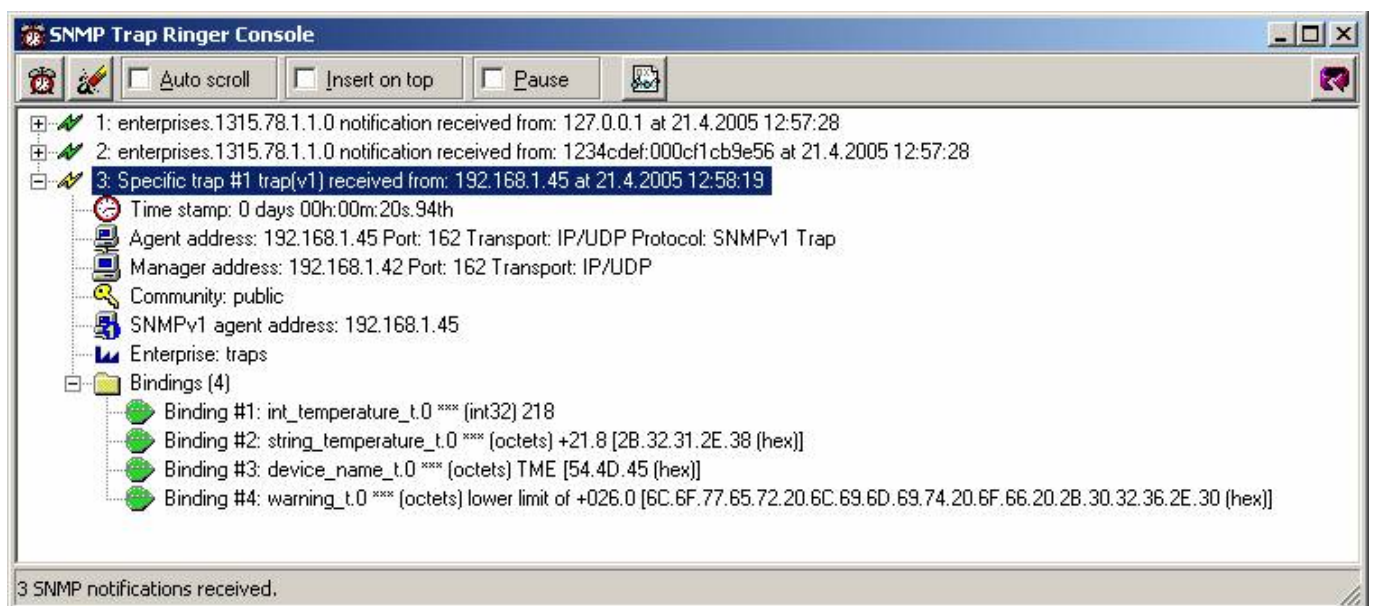 SNMP Trap Ringer Console
Auto scroll Insert on top Pause
1: enterprises.1315.78.1.1.0 notification received from: 127.0.0.1 at 21.4.2005 12:57:28
2: enterprises.1315.78.1.1.0 notification received from: 1234cdef:000cf1cb9e56 at 21.4.2005 12:57:28
3: Specific trap #1 trap(v1) received from: 192.168.1.45 at 21.4.2005 12:58:19
Time stamp: 0 days 00h:00m:20s.94th
Agent address: 192.168.1.45 Port: 162 Transport: IP/UDP Protocol: SNMPv1 Trap
Manager address: 192.168.1.42 Port: 162 Transport: IP/UDP
Community: public
SNMPv1 agent address: 192.168.1.45
Enterprise: traps
Bindings (4)
Binding #1: int_temperature_t.0 *** (int32) 218
Binding #2: string_temperature_t.0 *** (octets) +21.8 [2B.32.31.2E.38 (hex)]
Binding #3: device_name_t.0 *** (octets) TME [54.4D.45 (hex)]
Binding #4: warning_t.0 *** (octets) lower limit of +026.0 [6C.6F.77.65.72.20.6C.69.6D.69.74.20.6F.66.20.2B.30.32.36.2E.30 (hex)]
3 SNMP notifications received.